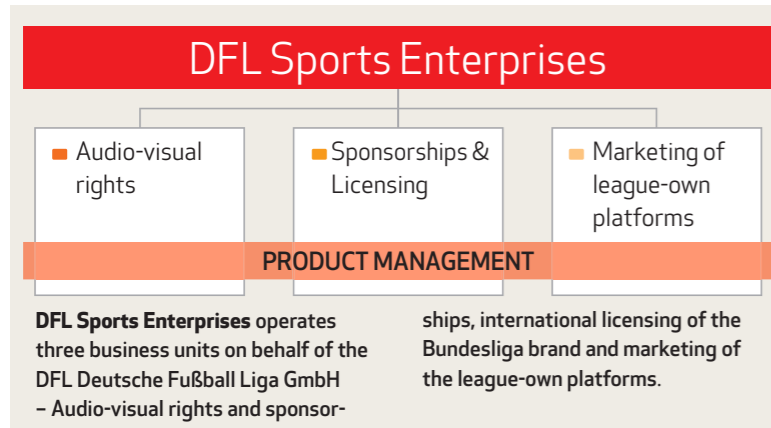 DFL Sports Enterprises
Audio-visual
rights
Sponsorships &
Licensing
Marketing of
league-own
platforms
PRODUCT MANAGEMENT
DFL Sports Enterprises operates
three business units on behalf of the
DFL Deutsche Fußball Liga GmbH
– Audio-visual rights and sponsor-
ships, international licensing of the
Bundesliga brand and marketing of
the league-own platforms.